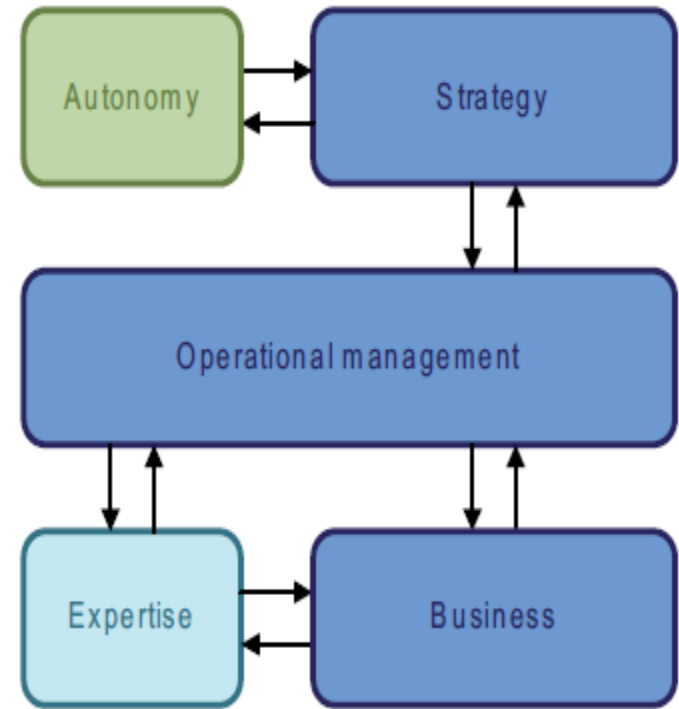 Autonomy
Strategy
Operational management
Expertise
Business